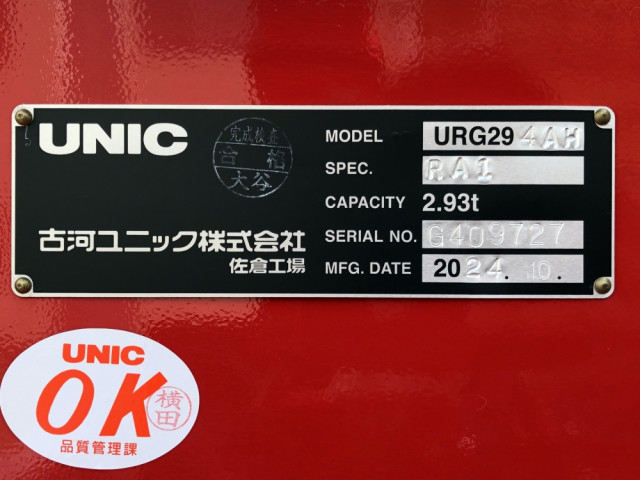 UNIC
完成検査
合格
大谷
古河ユニック株式会社
佐倉工場
MODEL URG294AH
SPEC. RA1
CAPACITY 2.93t
SERIAL NO. G409727
MFG. DATE 2024.10.
UNIC
OK
横田
品質管理課